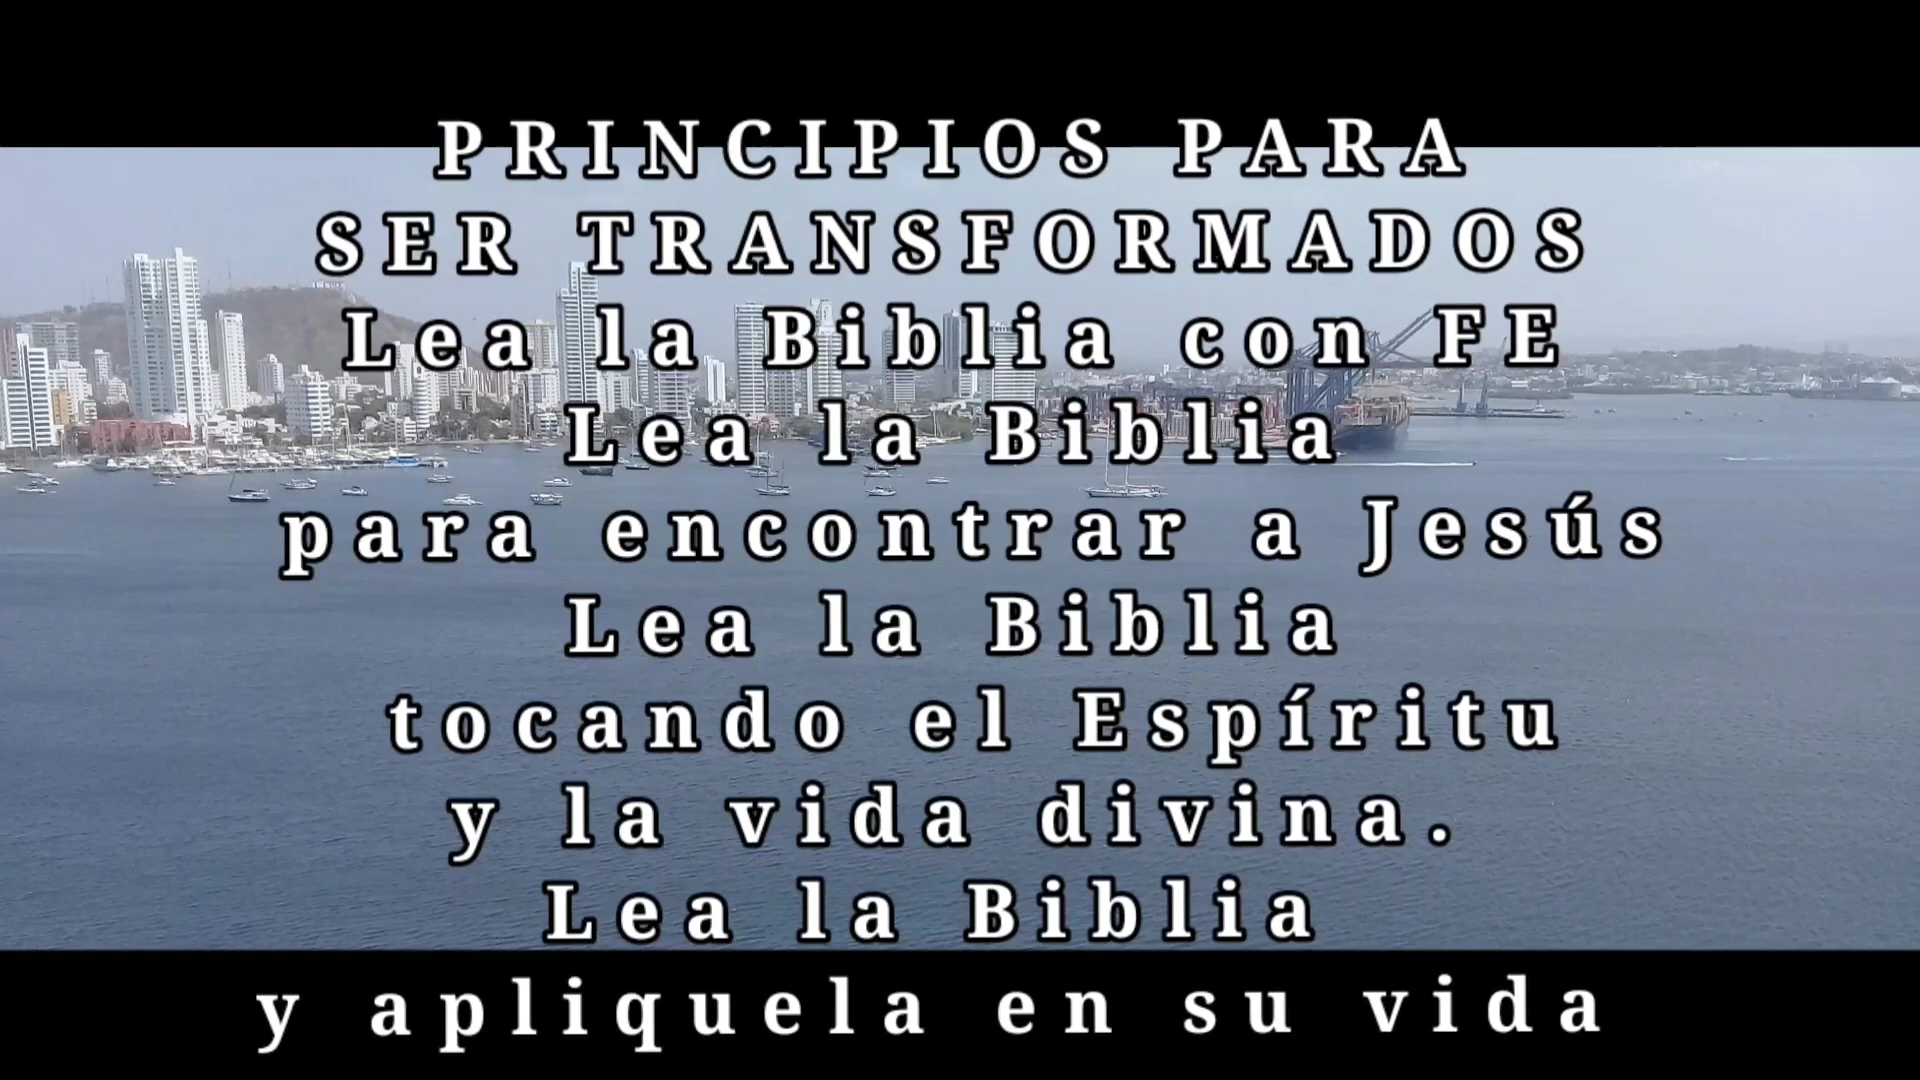 PRINCIPIOS PARA
SER TRANSFORMADOS
Lea la Biblia con FE
Lea la Biblia
para encontrar a Jesús
Lea la Biblia
tocando el Espíritu
y la vida divina.
Lea la Biblia
y apliquela en su vida